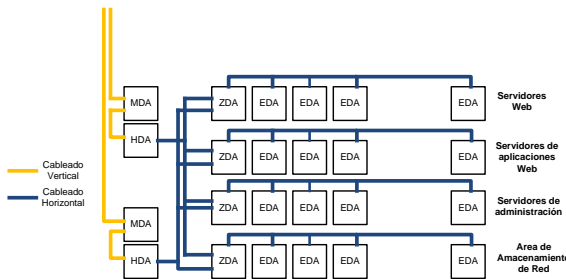 MDA
ZDA
EDA
EDA
EDA
EDA
Servidores
Web
HDA
ZDA
EDA
EDA
EDA
EDA
Servidores de
aplicaciones
Web
Cableado
Vertical
Cableado
Horizontal
ZDA
EDA
EDA
EDA
EDA
Servidores de
administración
MDA
HDA
ZDA
EDA
EDA
EDA
EDA
Area de
Amacenamiento
de Red